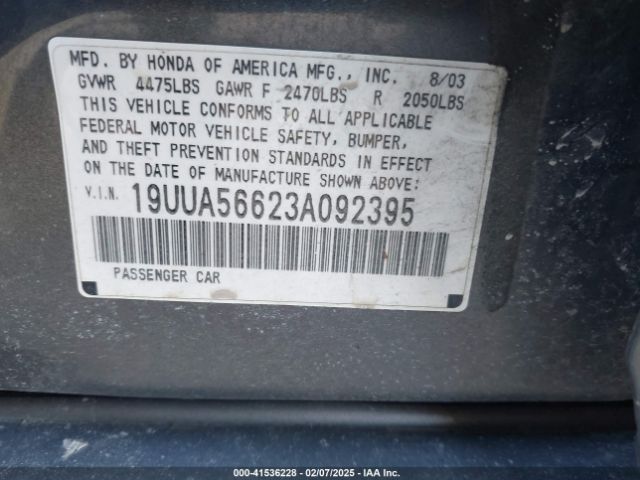 MFD. BY HONDA OF AMERICA MFG., INC. 8/03
GVWR 4475LBS GAWR F 2470LBS R 2050LBS
THIS VEHICLE CONFORMS TO ALL APPLICABLE
FEDERAL MOTOR VEHICLE SAFETY, BUMPER,
AND THEFT PREVENTION STANDARDS IN EFFECT
ON THE DATE OF MANUFACTURE SHOWN ABOVE:
V.I.N. 19UUA56623A092395
PASSENGER CAR
000-41536228 - 02/07/2025 - IAA Inc.